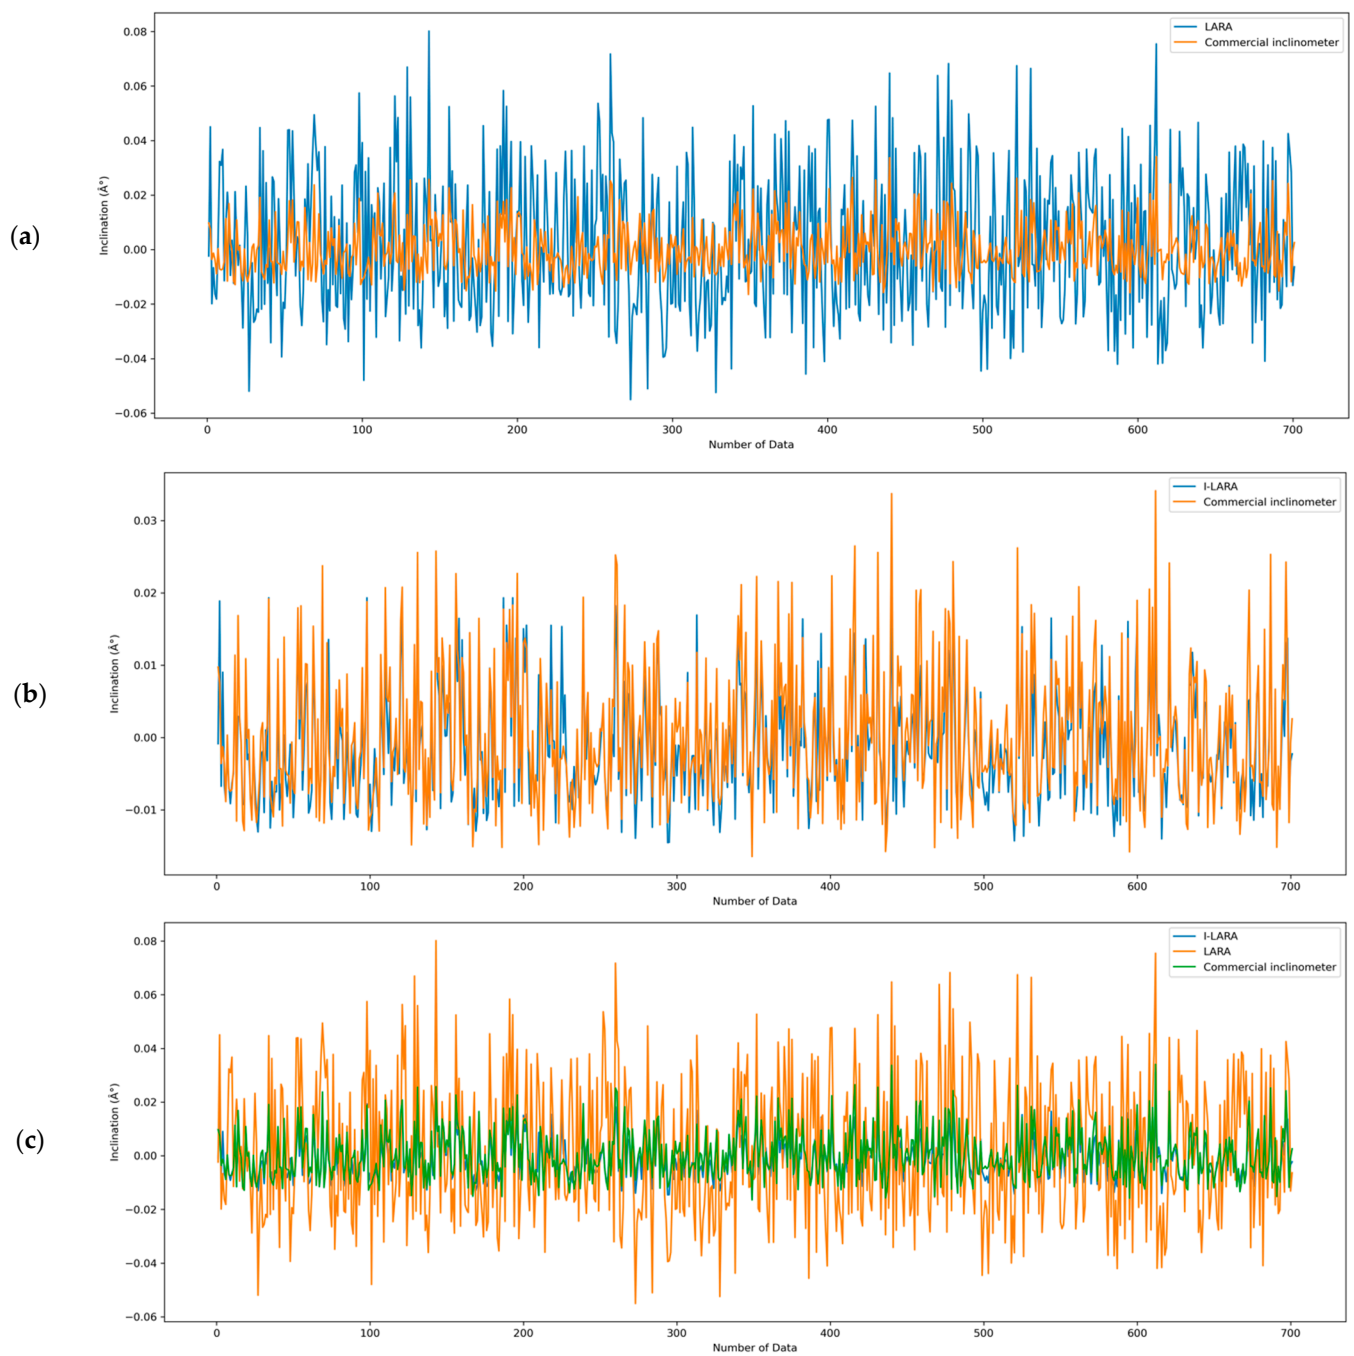 (a)
LARA
Commercial inclinometer
0.08
0.06
0.04
0.02
0.00
−0.02
−0.04
−0.06
Inclination (Â°)
0 100 200 300 400 500 600 700
Number of Data
(b)
I-LARA
Commercial inclinometer
0.03
0.02
0.01
0.00
−0.01
Inclination (Â°)
0 100 200 300 400 500 600 700
Number of Data
(c)
I-LARA
LARA
Commercial inclinometer
0.08
0.06
0.04
0.02
0.00
−0.02
−0.04
−0.06
Inclination (Â°)
0 100 200 300 400 500 600 700
Number of Data